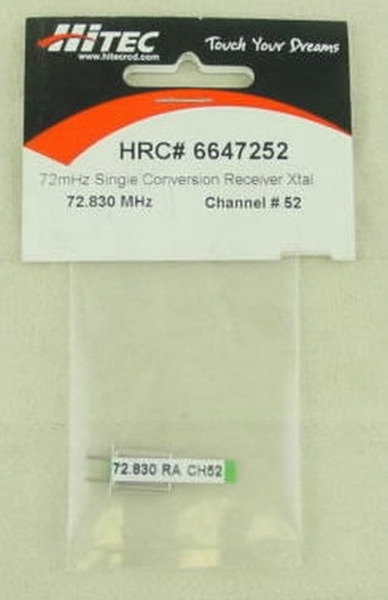 HiTEC
Touch Your Dreams
www.hitecrcd.com
HRC# 6647252
72mHz Single Conversion Receiver Xtal
72.830 MHz Channel # 52
72.830 RA CH52